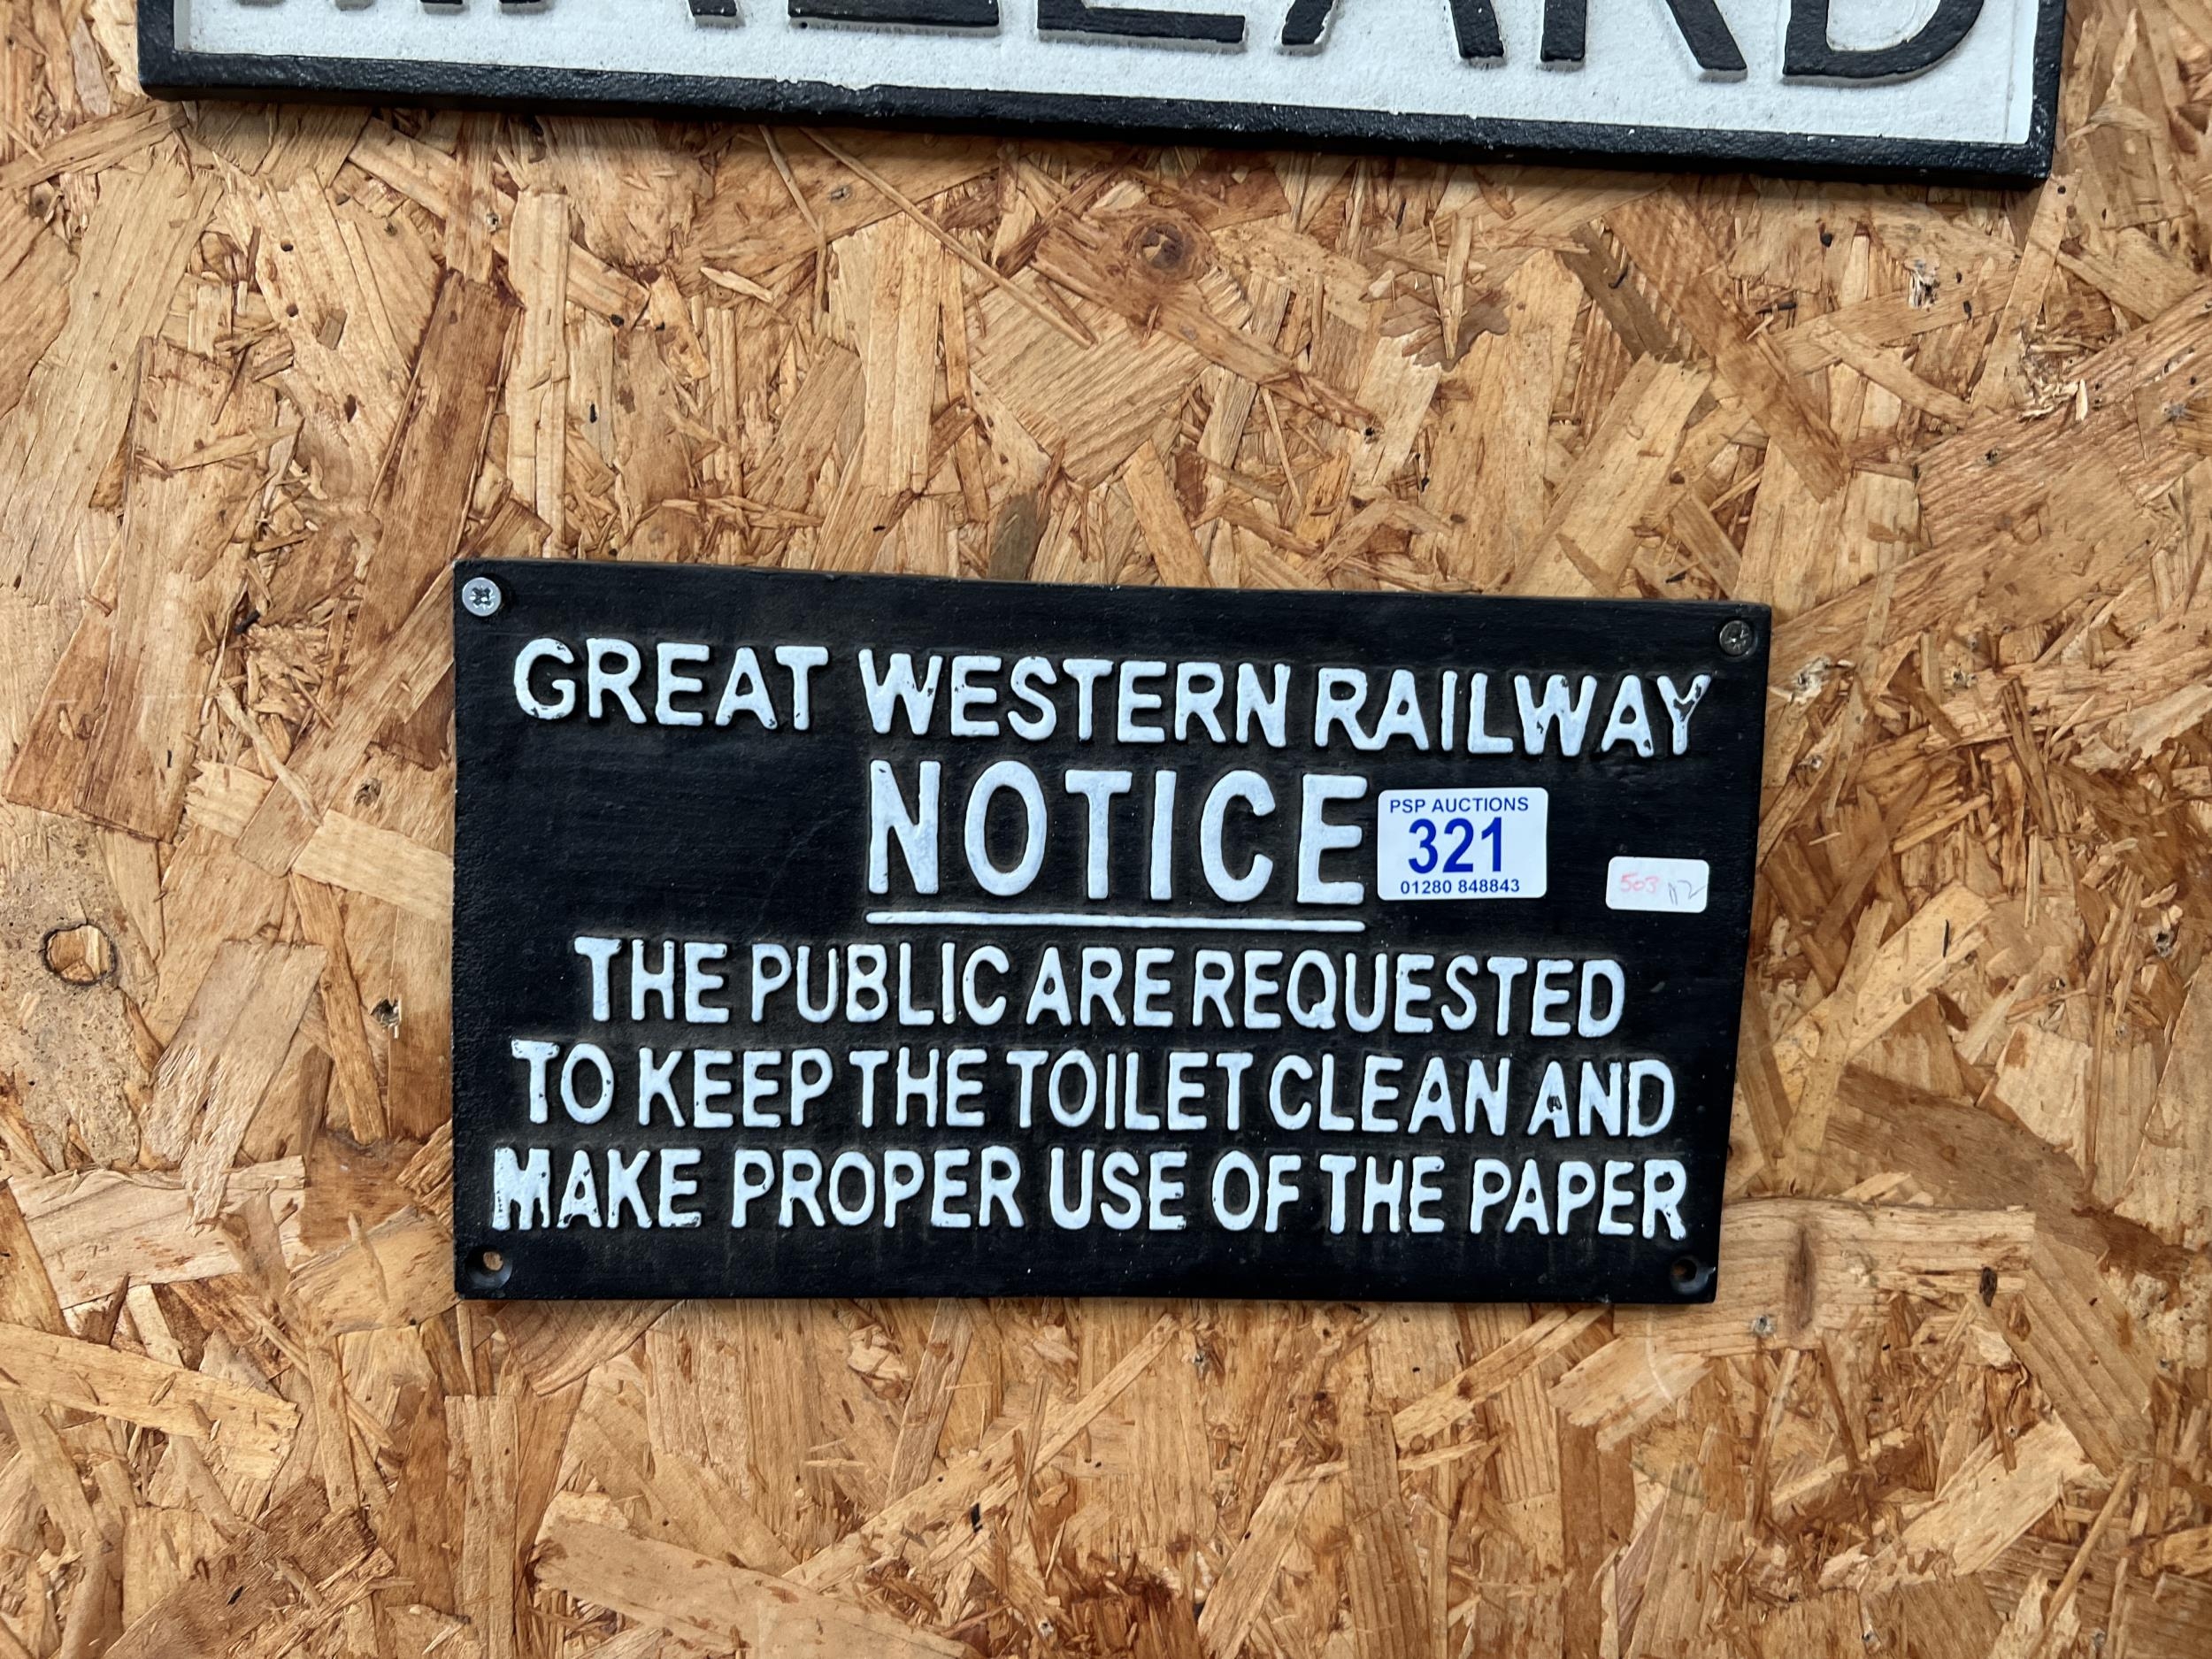 GREAT WESTERN RAILWAY
NOTICE
PSP AUCTIONS
321
01280 848843
503
THE PUBLIC ARE REQUESTED
TO KEEP THE TOILET CLEAN AND
MAKE PROPER USE OF THE PAPER